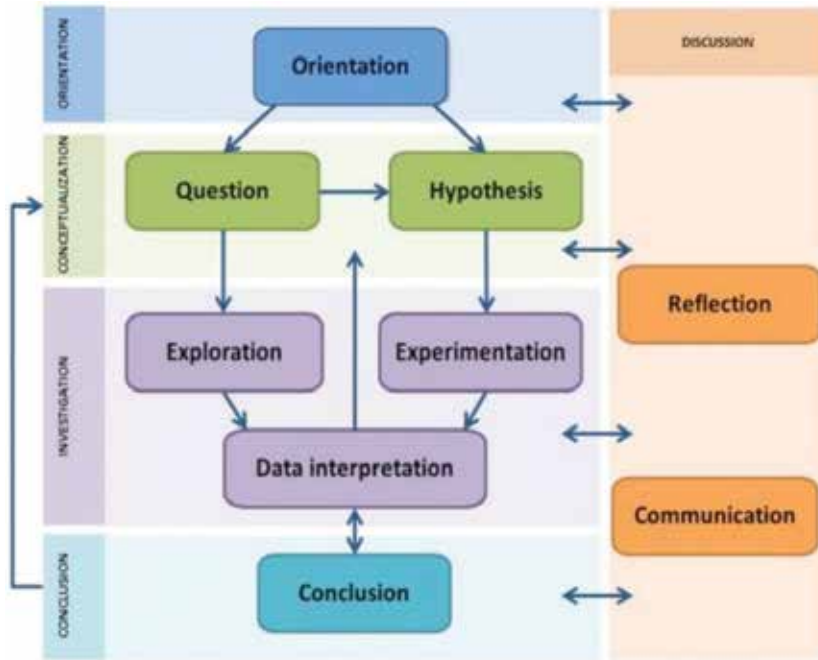 ORIENTATION
Orientation
DISCUSSION
CONCEPTUALIZATION
Question
Hypothesis
Reflection
INVESTIGATION
Exploration
Experimentation
Data interpretation
Communication
CONCLUSION
Conclusion